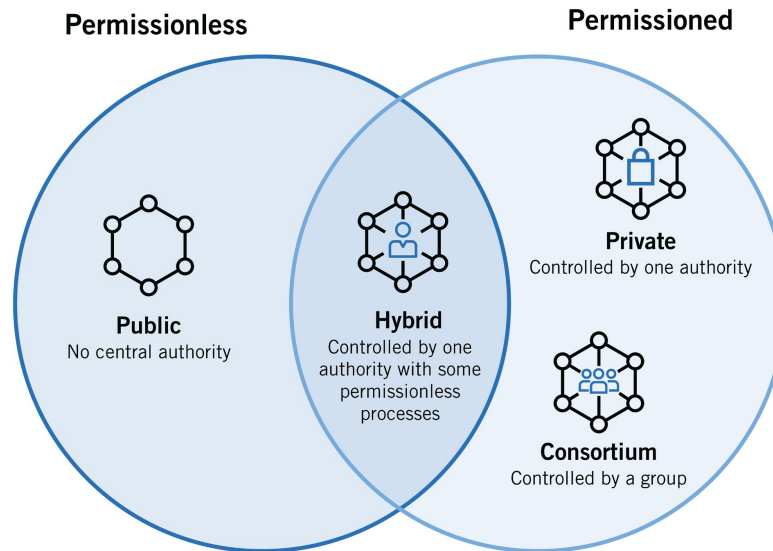 Permissionless
Permissioned
Public
No central authority
Hybrid
Controlled by one
authority with some
permissionless
processes
Private
Controlled by one authority
Consortium
Controlled by a group